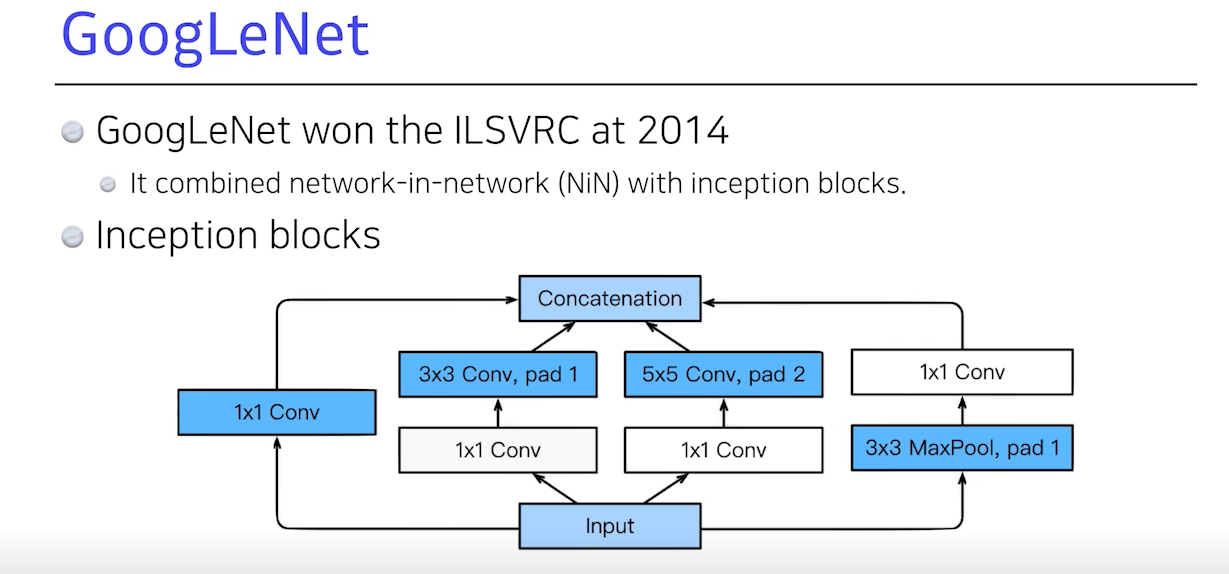 GoogLeNet
GoogLeNet won the ILSVRC at 2014
It combined network-in-network (NiN) with inception blocks.
Inception blocks
Concatenation
3x3 Conv, pad 1
5x5 Conv, pad 2
1x1 Conv
1x1 Conv
1x1 Conv
1x1 Conv
3x3 MaxPool, pad 1
Input